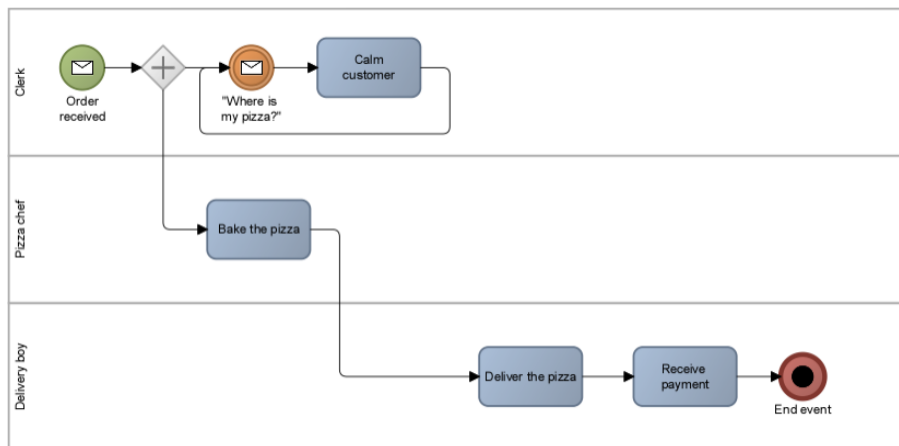 Clerk
Order
received
"Where is
my pizza?"
Calm
customer
Pizza chef
Bake the pizza
Delivery boy
Deliver the pizza
Receive
payment
End event